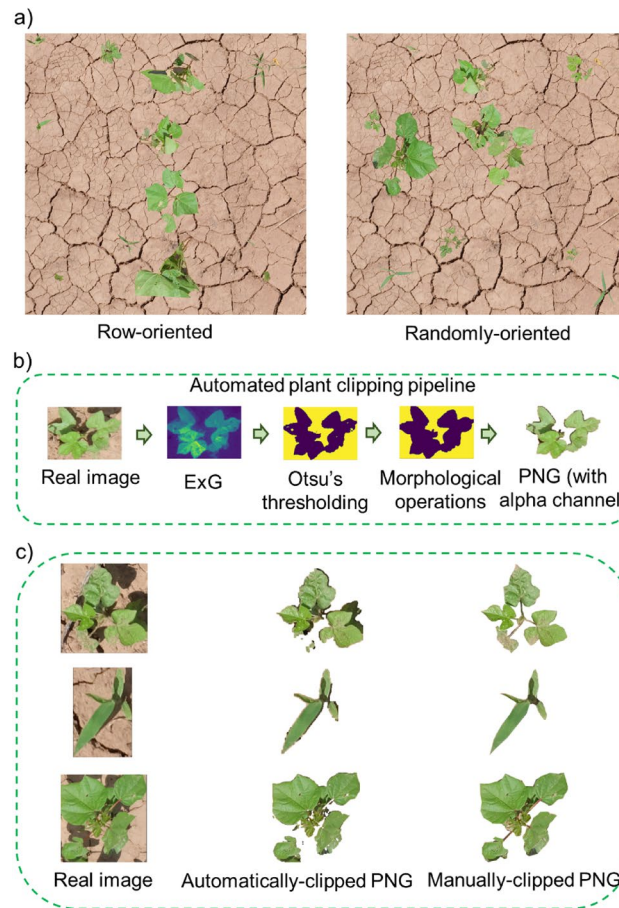 a)
Row-oriented
Randomly-oriented
b)
Automated plant clipping pipeline
Real image
ExG
Otsu's
thresholding
Morphological
operations
PNG (with
alpha channel
c)
Real image
Automatically-clipped PNG
Manually-clipped PNG